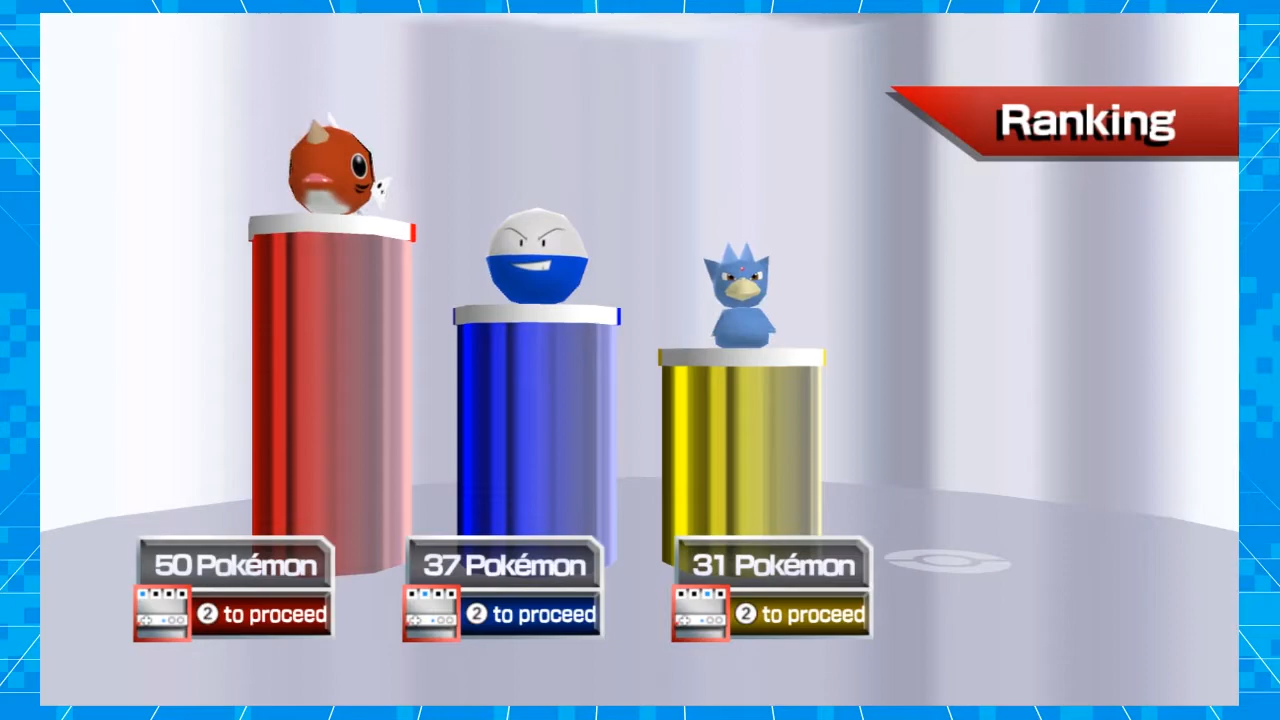 Ranking
50 Pokémon
2 to proceed
37 Pokémon
2 to proceed
31 Pokémon
2 to proceed